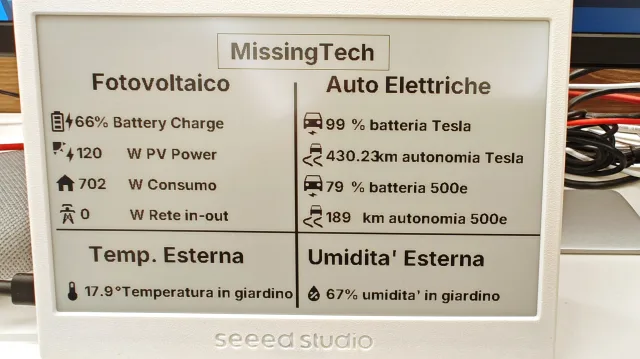 MissingTech
Fotovoltaico
66% Battery Charge
120 W PV Power
702 W Consumo
0 W Rete in-out
Auto Elettriche
99 % batteria Tesla
430.23km autonomia Tesla
79 % batteria 500e
189 km autonomia 500e
Temp. Esterna
17.9°Temperatura in giardino
Umidita' Esterna
67% umidita' in giardino
seeed studio